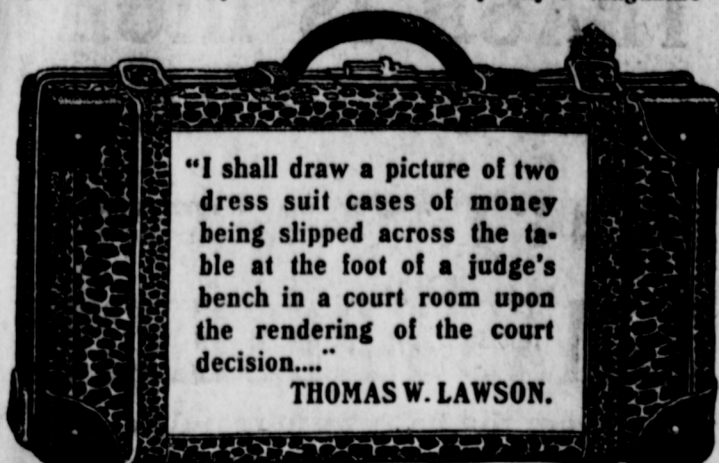 “I shall draw a picture of two
dress suit cases of money
being slipped across the ta-
ble at the foot of a judge's
bench in a court room upon
the rendering of the court
decision....”
THOMAS W. LAWSON.